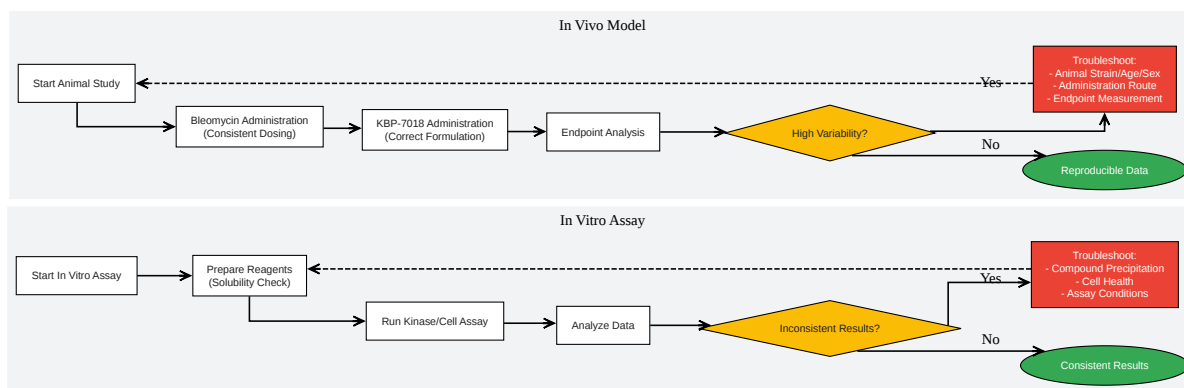 In Vivo Model
Start Animal Study
Bleomycin Administration
(Consistent Dosing)
KBP-7018 Administration
(Correct Formulation)
Endpoint Analysis
High Variability?
Yes
Troubleshoot:
- Animal Strain/Age/Sex
- Administration Route
- Endpoint Measurement
No
Reproducible Data
In Vitro Assay
Start In Vitro Assay
Prepare Reagents
(Solubility Check)
Run Kinase/Cell Assay
Analyze Data
Inconsistent Results?
Yes
Troubleshoot:
- Compound Precipitation
- Cell Health
- Assay Conditions
No
Consistent Results